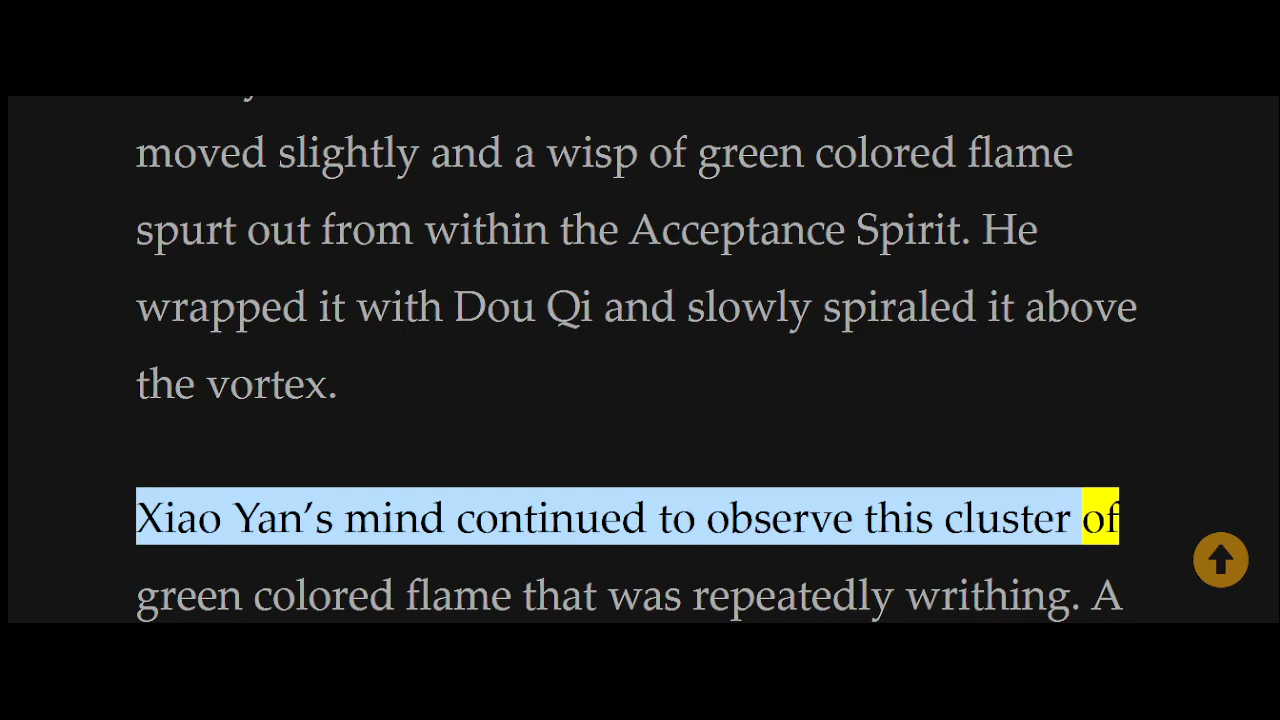 moved slightly and a wisp of green colored flame
spurt out from within the Acceptance Spirit. He
wrapped it with Dou Qi and slowly spiraled it above
the vortex.
Xiao Yan’s mind continued to observe this cluster of
green colored flame that was repeatedly writhing. A